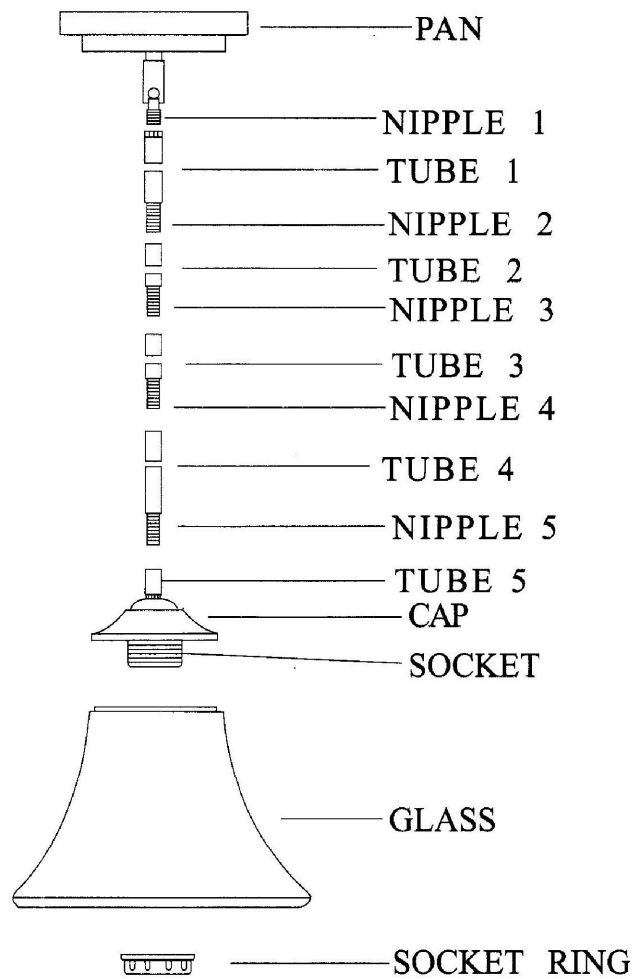 PAN
NIPPLE 1
TUBE 1
NIPPLE 2
TUBE 2
NIPPLE 3
TUBE 3
NIPPLE 4
TUBE 4
NIPPLE 5
TUBE 5
CAP
SOCKET
GLASS
SOCKET RING